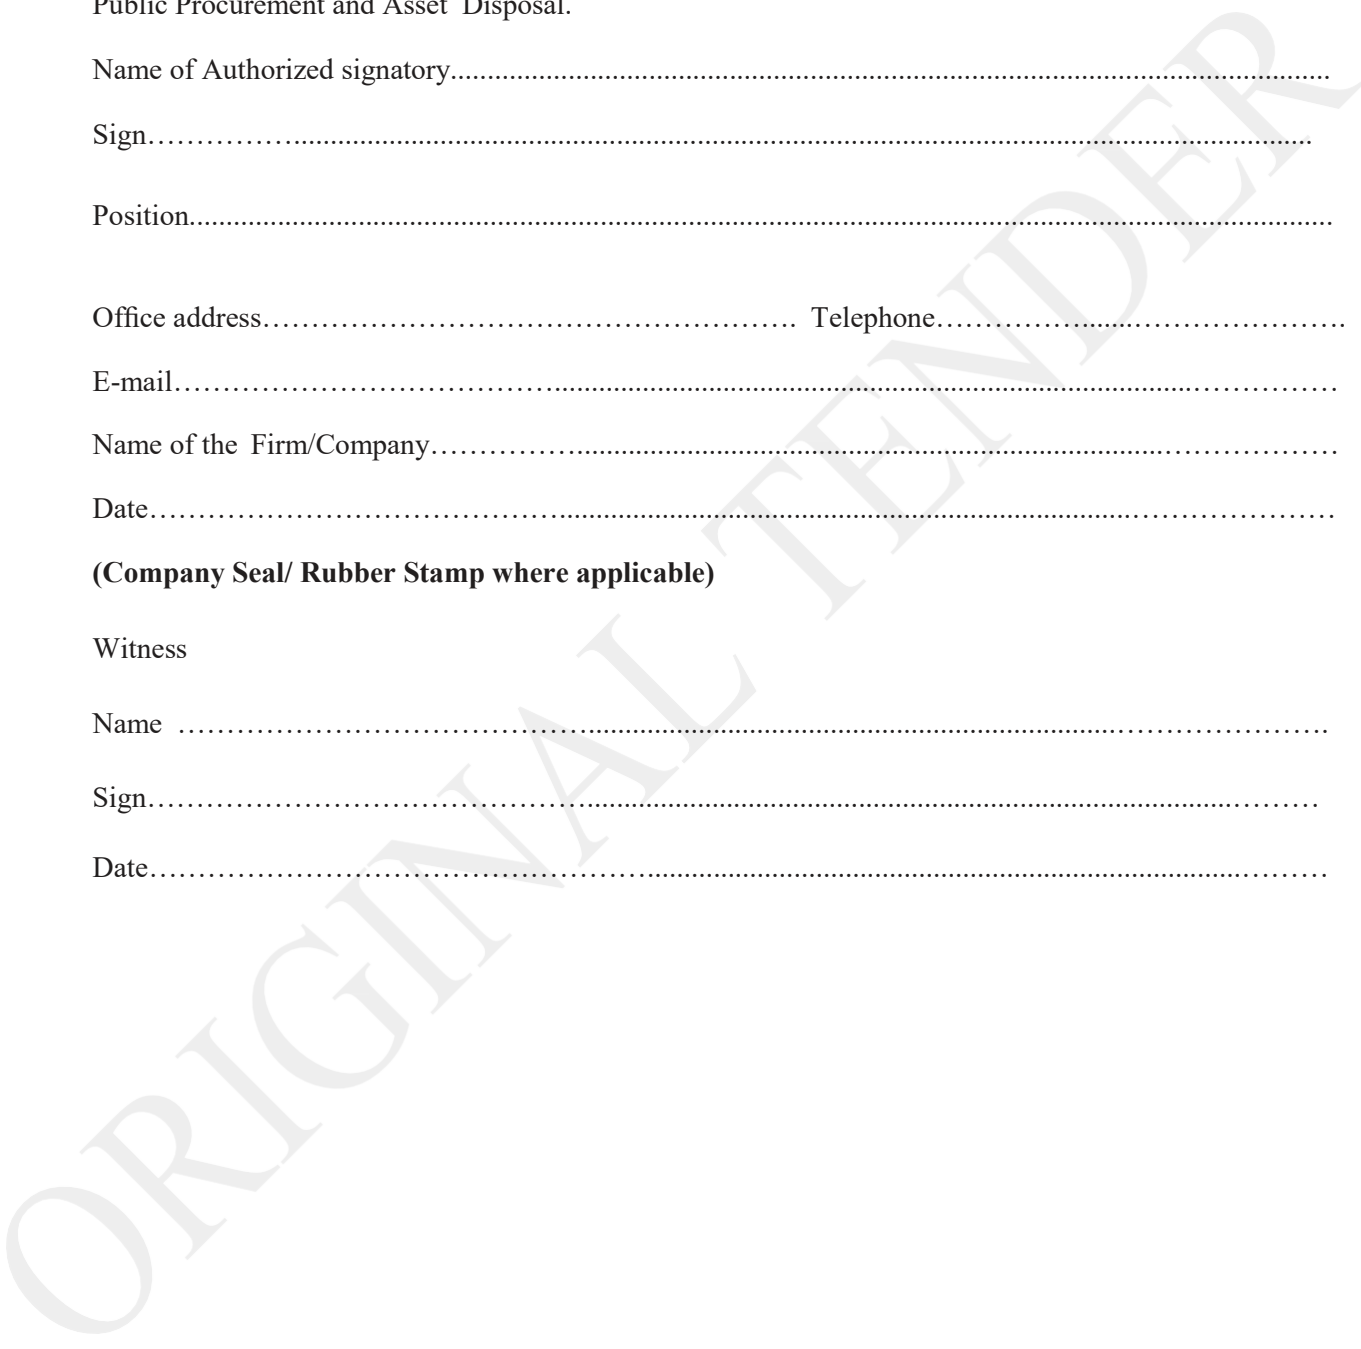 Public Procurement and Asset Disposal.
Name of Authorized signatory..........................................................................................................................
Sign……………............................................................................................................................................
Position..............................................................................................................................................................
Office address………………………………………………. Telephone…………….......………………….
E-mail…………………………………........................................................................................……………
Name of the Firm/Company……………................................................................................………………
Date……………………………………..............................................................................…………………
(Company Seal/ Rubber Stamp where applicable)
Witness
Name ……………………………………..........................................................................………………….
Sign………………………………………........................................................................................………
Date…………………………………………….................................................................................………
ORIGINAL TENDER